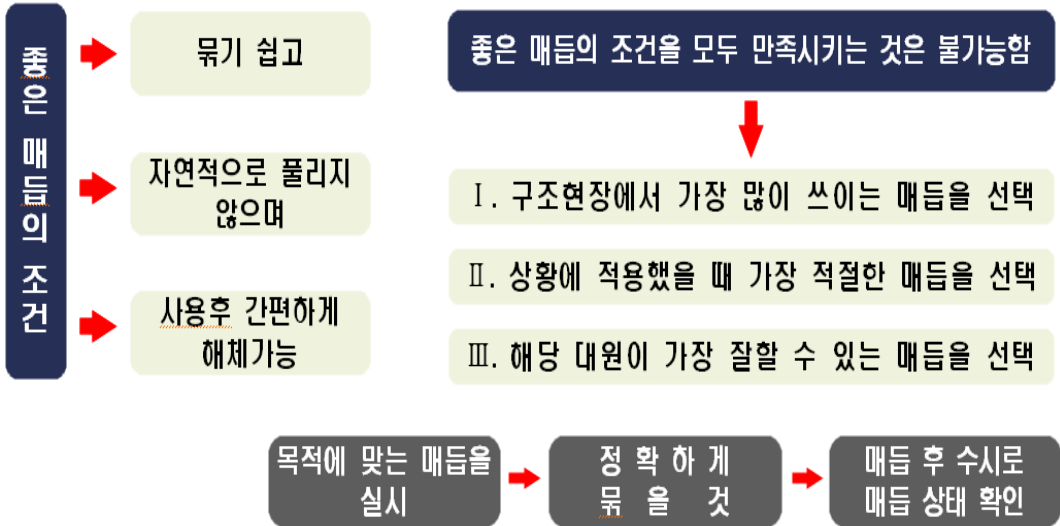 좋은 매듭의 조건
묶기 쉽고
자연적으로 풀리지
않으며
사용후 간편하게
해체가능
좋은 매듭의 조건을 모두 만족시키는 것은 불가능함
Ⅰ. 구조현장에서 가장 많이 쓰이는 매듭을 선택
Ⅱ. 상황에 적용했을 때 가장 적절한 매듭을 선택
Ⅲ. 해당 대원이 가장 잘할 수 있는 매듭을 선택
목적에 맞는 매듭을
실시
정 확 하 게
묶 을 것
매듭 후 수시로
매듭 상태 확인